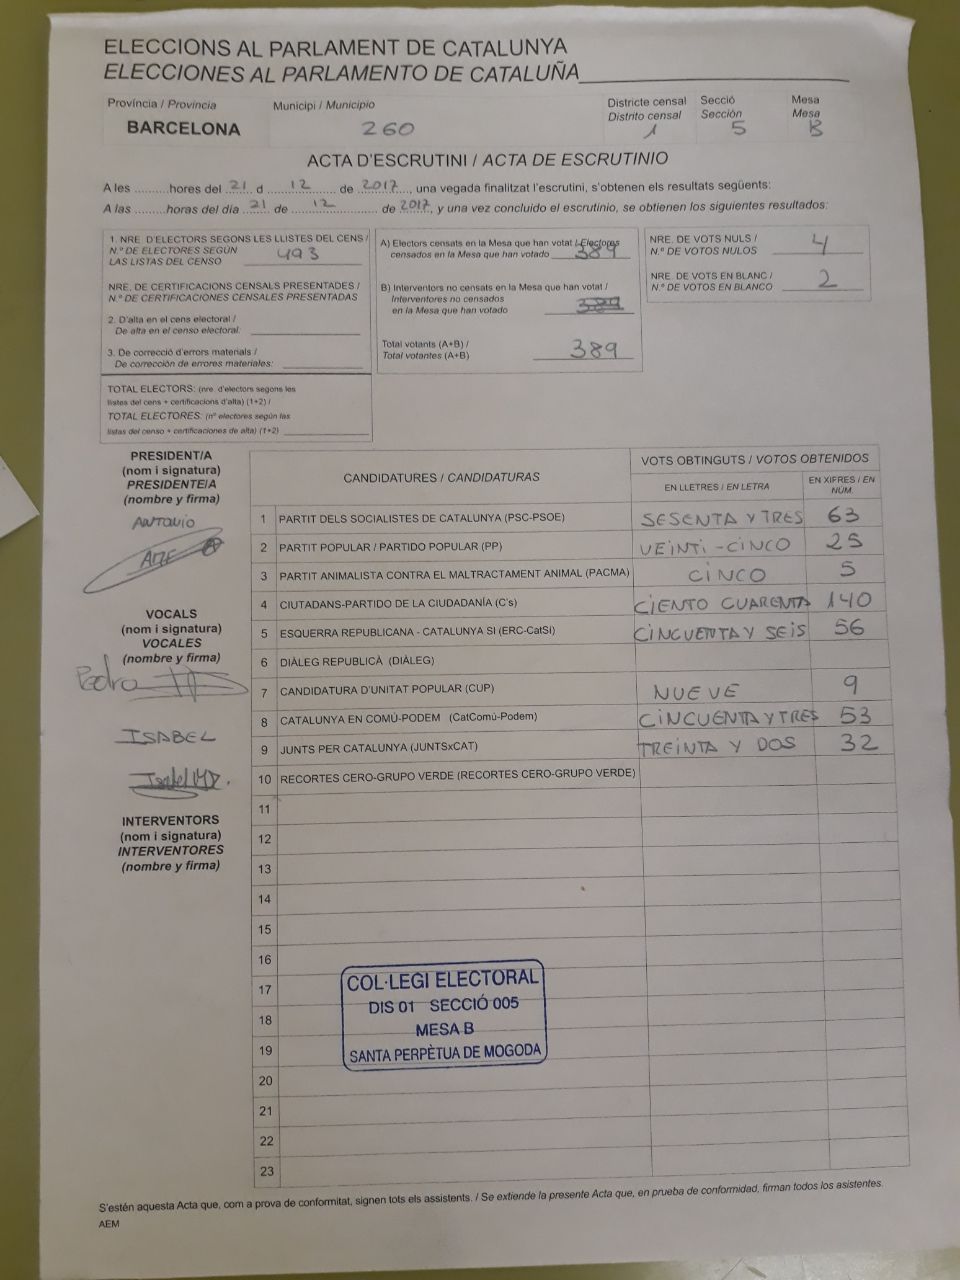 ELECCIONS AL PARLAMENT DE CATALUNYA
ELECCIONES AL PARLAMENTO DE CATALUÑA
Província / Provincia
BARCELONA
Municipi / Municipio
260
Districte censal
Distrito censal
1
Secció
Sección
5
Mesa
Mesa
B
ACTA D'ESCRUTINI / ACTA DE ESCRUTINIO
A les ..........hores del 21 d 12 de 2017, una vegada finalitzat l'escrutini, s'obtenen els resultats següents:
A las ..........horas del día 21 de 12 de 2017, y una vez concluido el escrutinio, se obtienen los siguientes resultados:
1. NRE. D'ELECTORS SEGONS LES LLISTES DEL CENS /
N.º DE ELECTORES SEGÚN
LAS LISTAS DEL CENSO 493
NRE. DE CERTIFICACIONS CENSALS PRESENTADES /
N.º DE CERTIFICACIONES CENSALES PRESENTADAS
2. D'alta en el cens electoral /
De alta en el censo electoral:
3. De correcció d'errors materials /
De corrección de errores materiales:
TOTAL ELECTORS: (nre. d'electors segons les
llistes del cens + certificacions d'alta) (1+2) /
TOTAL ELECTORES: (nº electores según las
listas del censo + certificaciones de alta) (1+2)
A) Electors censats en la Mesa que han votat / Electores
censados en la Mesa que han votado 389
B) Interventors no censats en la Mesa que han votat /
Interventores no censados
en la Mesa que han votado 389
Total votants (A+B) /
Total votantes (A+B) 389
NRE. DE VOTS NULS /
N.º DE VOTOS NULOS 4
NRE. DE VOTS EN BLANC /
N.º DE VOTOS EN BLANCO 2
PRESIDENT/A
(nom i signatura)
PRESIDENTE/A
(nombre y firma)
ANTONIO
VOCALS
(nom i signatura)
VOCALES
(nombre y firma)
Pedro
ISABEL
INTERVENTORS
(nom i signatura)
INTERVENTORES
(nombre y firma)
CANDIDATURES / CANDIDATURAS
VOTS OBTINGUTS / VOTOS OBTENIDOS
EN LLETRES / EN LETRA
EN XIFRES / EN NÚM.
1 PARTIT DELS SOCIALISTES DE CATALUNYA (PSC-PSOE) SESENTA Y TRES 63
2 PARTIT POPULAR / PARTIDO POPULAR (PP) VEINTI-CINCO 25
3 PARTIT ANIMALISTA CONTRA EL MALTRACTAMENT ANIMAL (PACMA) CINCO 5
4 CIUTADANS-PARTIDO DE LA CIUDADANÍA (C's) CIENTO CUARENTA 140
5 ESQUERRA REPUBLICANA - CATALUNYA SI (ERC-CatSí) CINCUENTA Y SEIS 56
6 DIÀLEG REPUBLICÀ (DIÀLEG)
7 CANDIDATURA D'UNITAT POPULAR (CUP) NUEVE 9
8 CATALUNYA EN COMÚ-PODEM (CatComú-Podem) CINCUENTA Y TRES 53
9 JUNTS PER CATALUNYA (JUNTSxCAT) TREINTA Y DOS 32
10 RECORTES CERO-GRUPO VERDE (RECORTES CERO-GRUPO VERDE)
11
12
13
14
15
16
17
18
19
20
21
22
23
COL·LEGI ELECTORAL
DIS 01 SECCIÓ 005
MESA B
SANTA PERPÈTUA DE MOGODA
S'estén aquesta Acta que, com a prova de conformitat, signen tots els assistents. / Se extiende la presente Acta que, en prueba de conformidad, firman todos los asistentes.
AEM